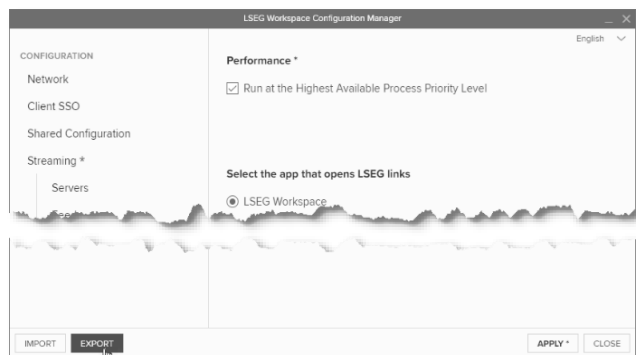 LSEG Workspace Configuration Manager
English
CONFIGURATION
Network
Client SSO
Shared Configuration
Streaming *
Servers
Performance *
Run at the Highest Available Process Priority Level
Select the app that opens LSEG links
LSEG Workspace
IMPORT
EXPORT
APPLY *
CLOSE